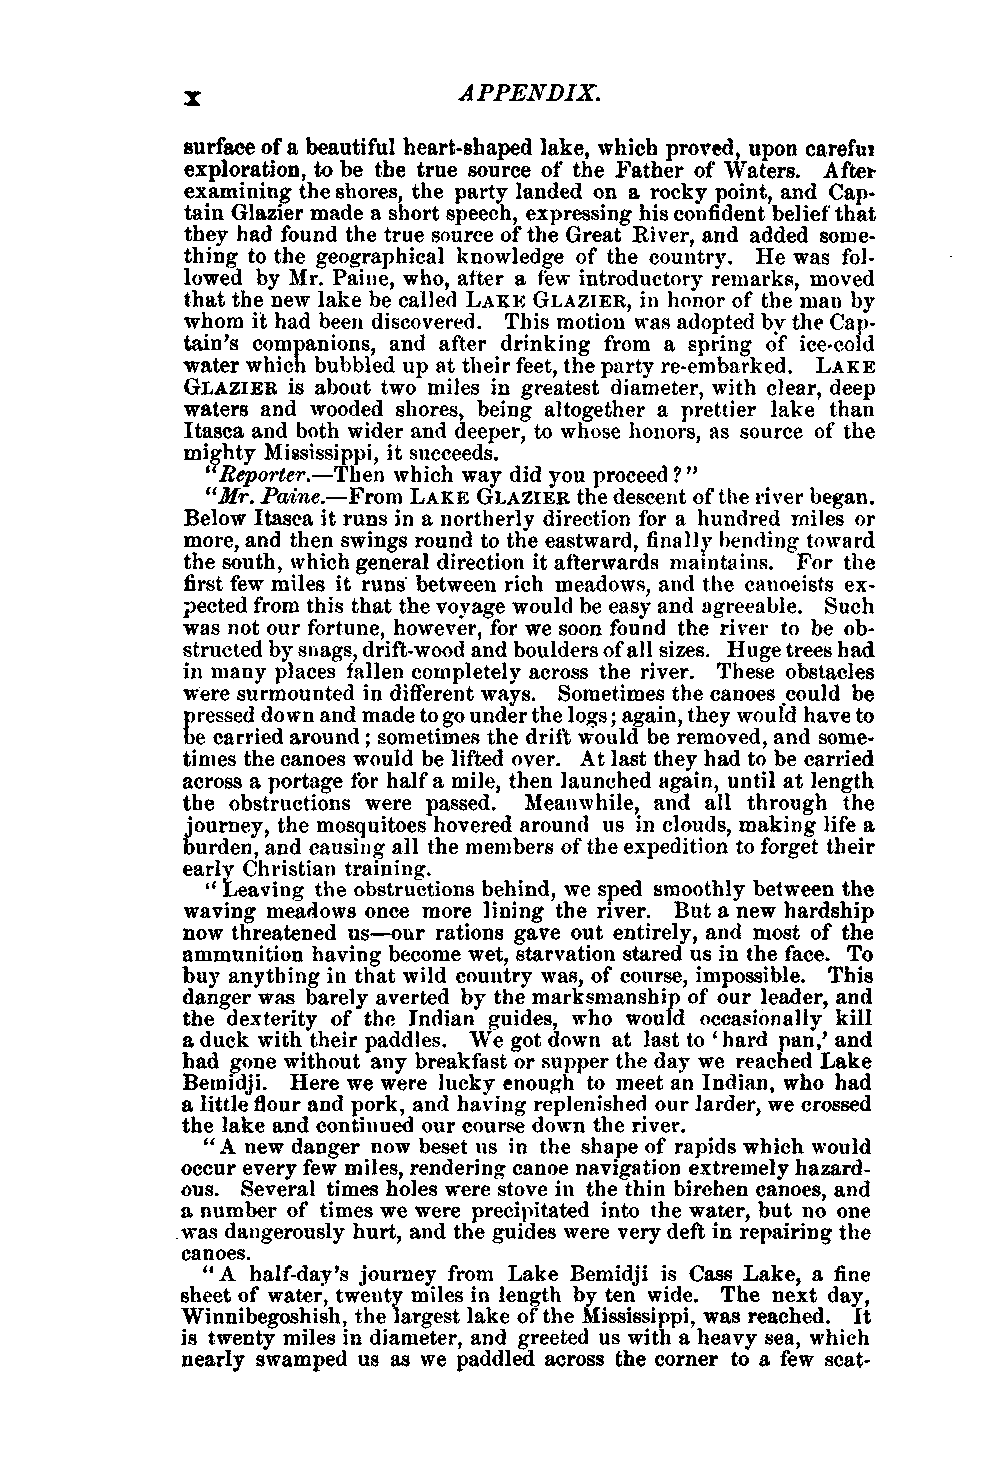 x APPENDIX.
surface of a beautiful heart-shaped lake, which proved, upon careful
exploration, to be the true source of the Father of Waters. After
examining the shores, the party landed on a rocky point, and Cap-
tain Glazier made a short speech, expressing his confident belief that
they had found the true source of the Great River, and added some-
thing to the geographical knowledge of the country. He was fol-
lowed by Mr. Paine, who, after a few introductory remarks, moved
that the new lake be called LAKE GLAZIER, in honor of the man by
whom it had been discovered. This motion was adopted by the Cap-
tain's companions, and after drinking from a spring of ice-cold
water which bubbled up at their feet, the party re-embarked. LAKE
GLAZIER is about two miles in greatest diameter, with clear, deep
waters and wooded shores, being altogether a prettier lake than
Itasca and both wider and deeper, to whose honors, as source of the
mighty Mississippi, it succeeds.
"Reporter.—Then which way did you proceed?"
"Mr. Paine.—From LAKE GLAZIER the descent of the river began.
Below Itasca it runs in a northerly direction for a hundred miles or
more, and then swings round to the eastward, finally bending toward
the south, which general direction it afterwards maintains. For the
first few miles it runs between rich meadows, and the canoeists ex-
pected from this that the voyage would be easy and agreeable. Such
was not our fortune, however, for we soon found the river to be ob-
structed by snags, drift-wood and boulders of all sizes. Huge trees had
in many places fallen completely across the river. These obstacles
were surmounted in different ways. Sometimes the canoes could be
pressed down and made to go under the logs; again, they would have to
be carried around; sometimes the drift would be removed, and some-
times the canoes would be lifted over. At last they had to be carried
across a portage for half a mile, then launched again, until at length
the obstructions were passed. Meanwhile, and all through the
journey, the mosquitoes hovered around us in clouds, making life a
burden, and causing all the members of the expedition to forget their
early Christian training.
"Leaving the obstructions behind, we sped smoothly between the
waving meadows once more lining the river. But a new hardship
now threatened us—our rations gave out entirely, and most of the
ammunition having become wet, starvation stared us in the face. To
buy anything in that wild country was, of course, impossible. This
danger was barely averted by the marksmanship of our leader, and
the dexterity of the Indian guides, who would occasionally kill
a duck with their paddles. We got down at last to 'hard pan,' and
had gone without any breakfast or supper the day we reached Lake
Bemidji. Here we were lucky enough to meet an Indian, who had
a little flour and pork, and having replenished our larder, we crossed
the lake and continued our course down the river.
"A new danger now beset us in the shape of rapids which would
occur every few miles, rendering canoe navigation extremely hazard-
ous. Several times holes were stove in the thin birchen canoes, and
a number of times we were precipitated into the water, but no one
was dangerously hurt, and the guides were very deft in repairing the
canoes.
"A half-day's journey from Lake Bemidji is Cass Lake, a fine
sheet of water, twenty miles in length by ten wide. The next day,
Winnibegoshish, the largest lake of the Mississippi, was reached. It
is twenty miles in diameter, and greeted us with a heavy sea, which
nearly swamped us as we paddled across the corner to a few scat-